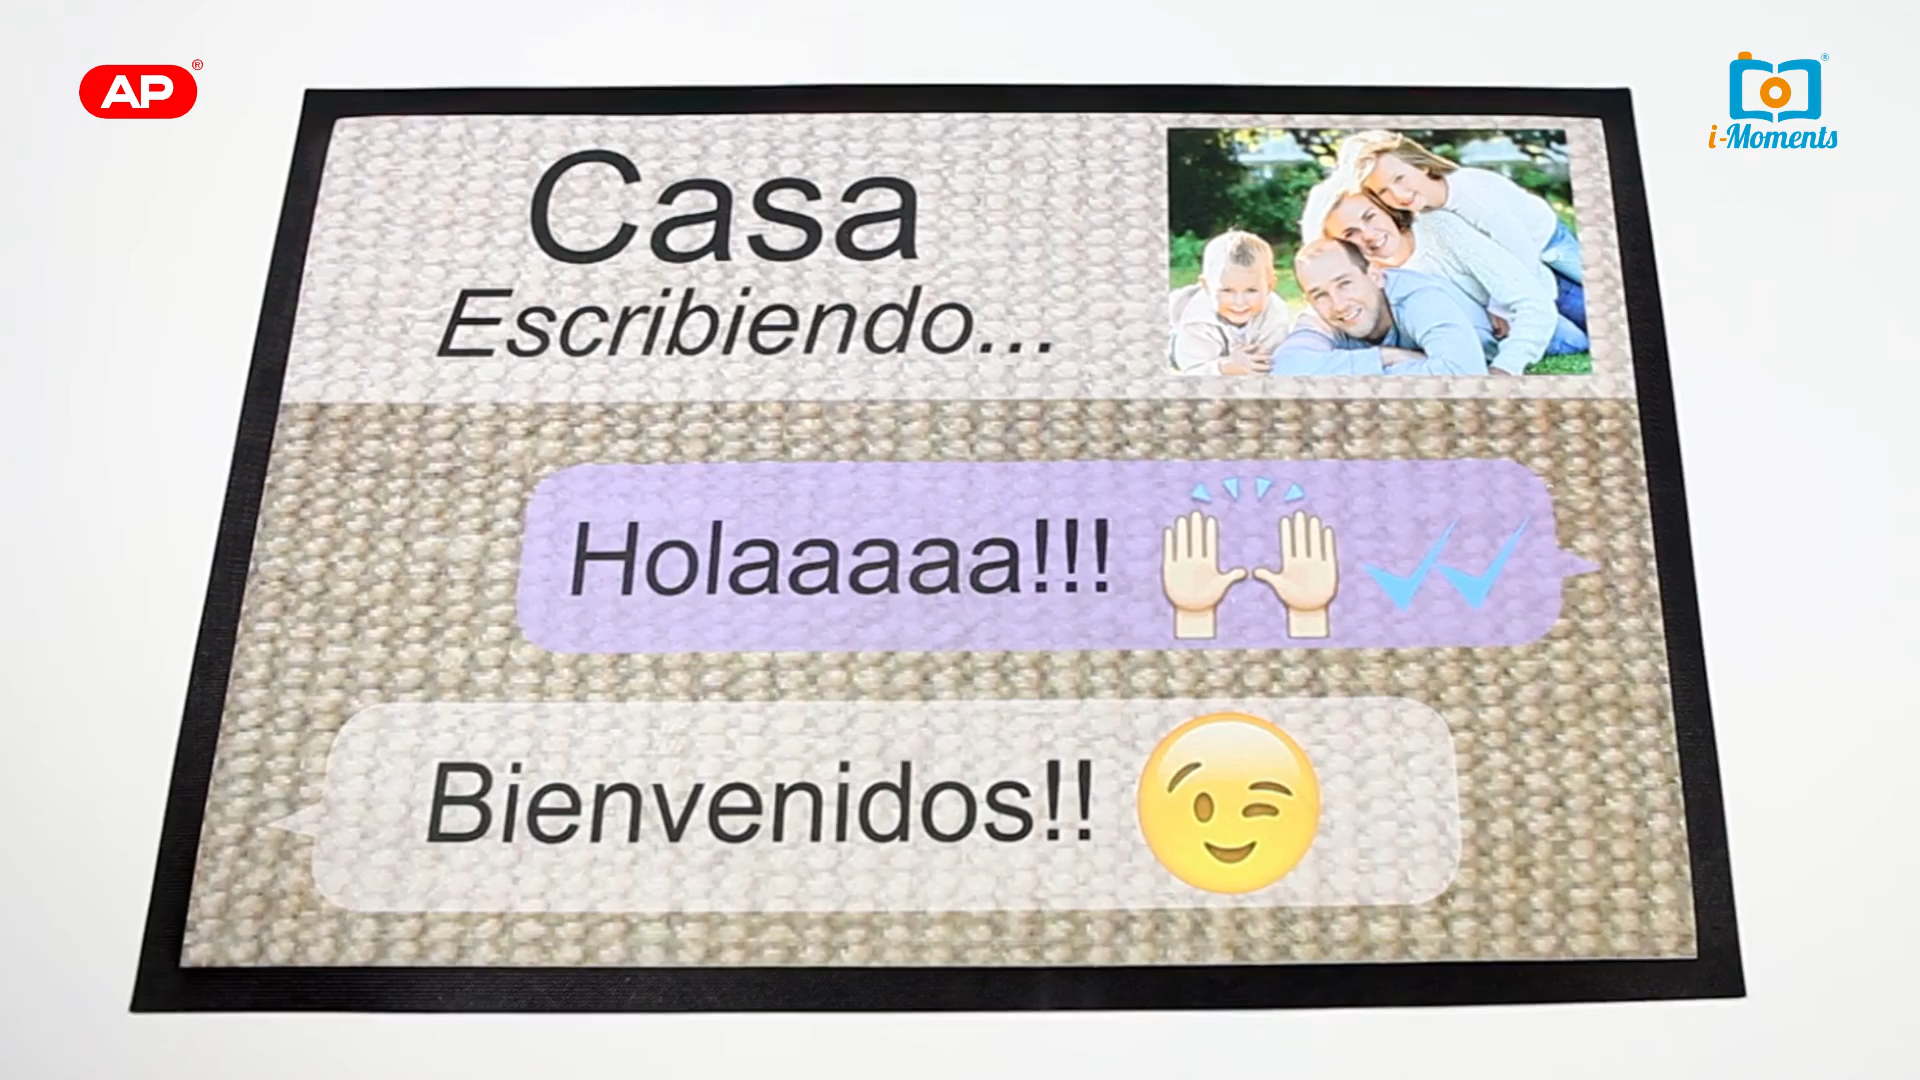 AP®
i-Moments®
Casa
Escribiendo...
Holaaaaa!!! 🙌
Bienvenidos!! 😉